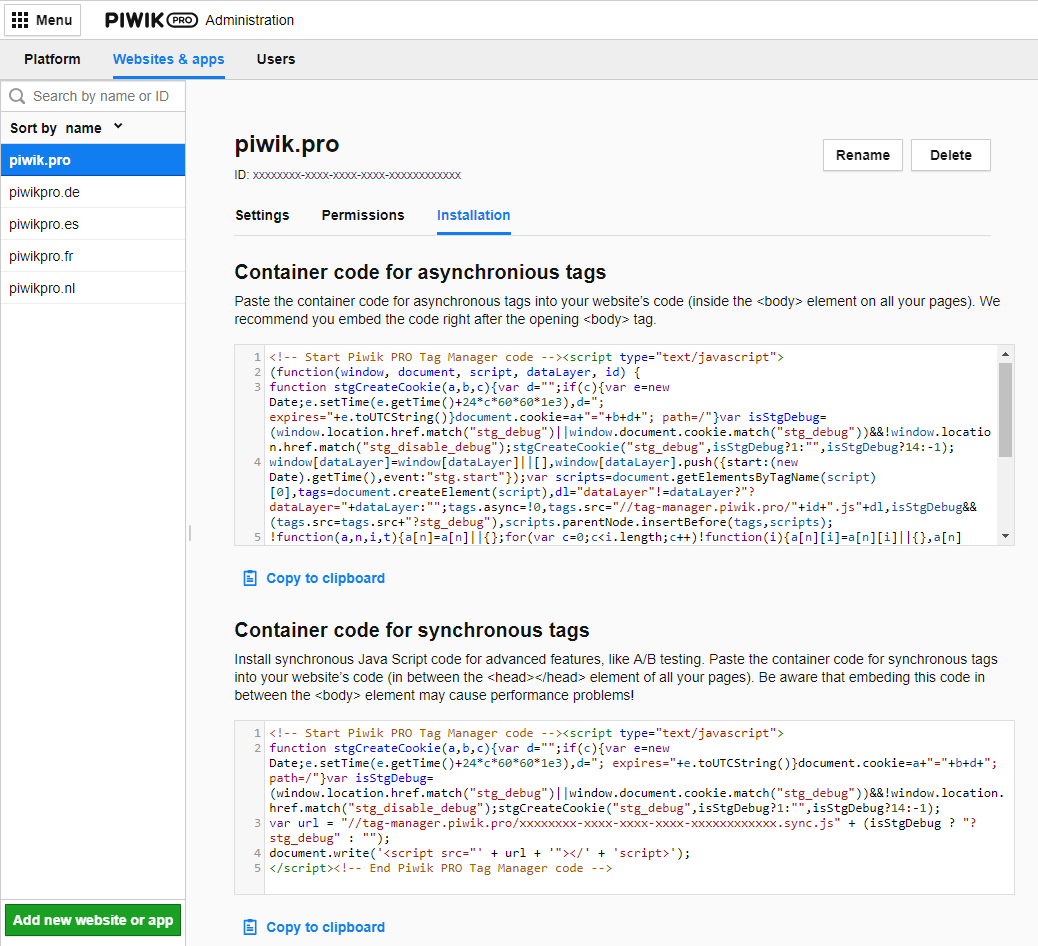 Menu PIWIK PRO Administration
Platform Websites & apps Users
Search by name or ID
Sort by name
piwik.pro
piwikpro.de
piwikpro.es
piwikpro.fr
piwikpro.nl
Add new website or app
piwik.pro
Rename Delete
ID: xxxxxxxx-xxxx-xxxx-xxxx-xxxxxxxxxxxx
Settings Permissions Installation
Container code for asynchronious tags
Paste the container code for asynchronous tags into your website’s code (inside the <body> element on all your pages). We
recommend you embed the code right after the opening <body> tag.
1 <!-- Start Piwik PRO Tag Manager code --><script type="text/javascript">
2 (function(window, document, script, dataLayer, id) {
3 function stgCreateCookie(a,b,c){var d="";if(c){var e=new
Date;e.setTime(e.getTime()+24*c*60*60*1e3),d=";
expires="+e.toUTCString()}document.cookie=a+"="+b+d+"; path=/"}var isStgDebug=
(window.location.href.match("stg_debug")||window.document.cookie.match("stg_debug"))&&!window.locatio
n.href.match("stg_disable_debug");stgCreateCookie("stg_debug",isStgDebug?1:"",isStgDebug?14:-1);
4 window[dataLayer]=window[dataLayer]||[],window[dataLayer].push({start:(new
Date).getTime(),event:"stg.start"});var scripts=document.getElementsByTagName(script)
[0],tags=document.createElement(script),dl="dataLayer"!=dataLayer?"?
dataLayer="+dataLayer:"";tags.async=!0,tags.src="//tag-manager.piwik.pro/"+id+".js"+dl,isStgDebug&&
(tags.src=tags.src+"?stg_debug"),scripts.parentNode.insertBefore(tags,scripts);
5 !function(a,n,i,t){a[n]=a[n]||{};for(var c=0;c<i.length;c++)!function(i){a[n][i]=a[n][i]||{},a[n]
Copy to clipboard
Container code for synchronous tags
Install synchronous Java Script code for advanced features, like A/B testing. Paste the container code for synchronous tags
into your website’s code (in between the <head></head> element of all your pages). Be aware that embeding this code in
between the <body> element may cause performance problems!
1 <!-- Start Piwik PRO Tag Manager code --><script type="text/javascript">
2 function stgCreateCookie(a,b,c){var d="";if(c){var e=new
Date;e.setTime(e.getTime()+24*c*60*60*1e3),d="; expires="+e.toUTCString()}document.cookie=a+"="+b+d+";
path=/"}var isStgDebug=
(window.location.href.match("stg_debug")||window.document.cookie.match("stg_debug"))&&!window.location.
href.match("stg_disable_debug");stgCreateCookie("stg_debug",isStgDebug?1:"",isStgDebug?14:-1);
3 var url = "//tag-manager.piwik.pro/xxxxxxxx-xxxx-xxxx-xxxx-xxxxxxxxxxxx.sync.js" + (isStgDebug ? "?
stg_debug" : "");
4 document.write('<script src="' + url + '"></' + 'script>');
5 </script><!-- End Piwik PRO Tag Manager code -->
Copy to clipboard